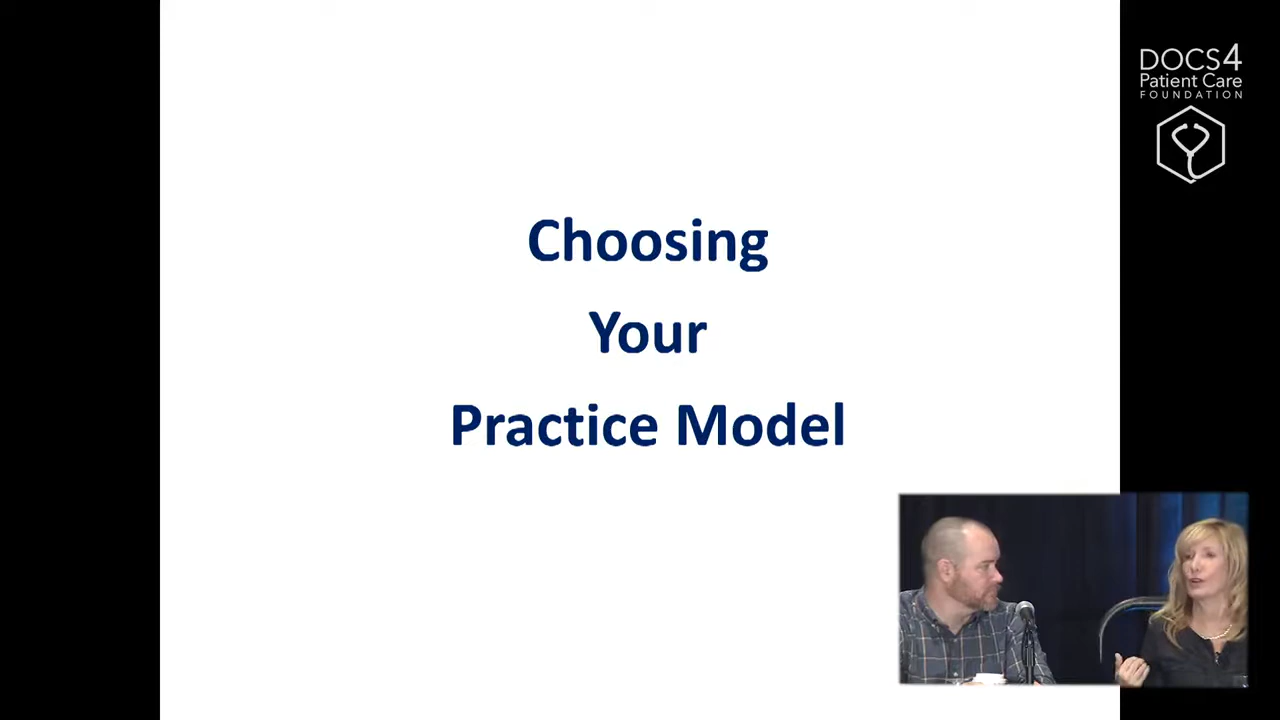 Choosing
Your
Practice Model
DOCS4
Patient Care
FOUNDATION